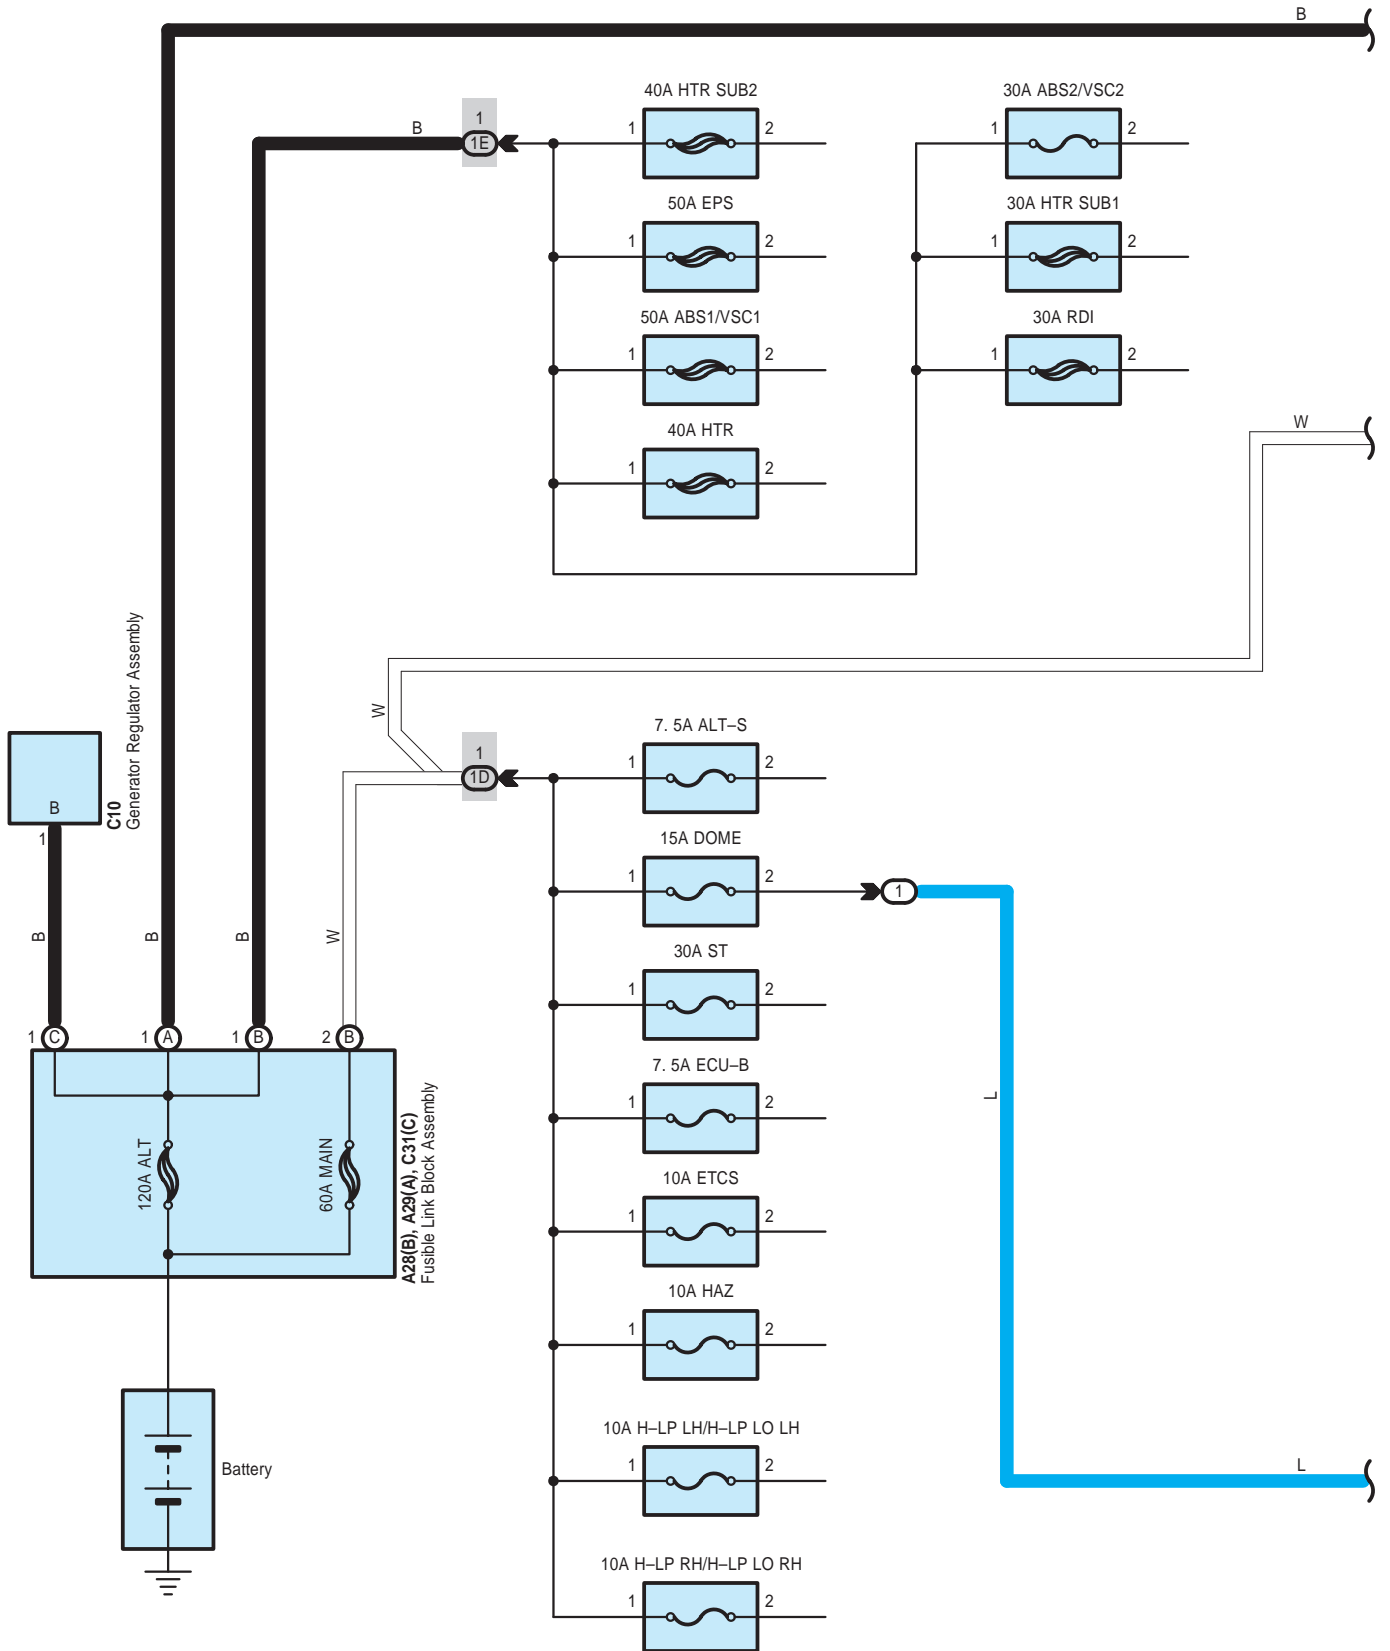 B
40A HTR SUB2
30A ABS2/VSC2
1
B
1E
1 2
1 2
50A EPS
30A HTR SUB1
1 2
1 2
50A ABS1/VSC1
30A RDI
1 2
1 2
40A HTR
W
1 2
C10
Generator Regulator Assembly
B
1
W
1
1D
7. 5A ALT–S
1 2
15A DOME
1 2
1
B
B
B
W
30A ST
1 2
1 C
1 A
1 B
2 B
7. 5A ECU–B
1 2
L
120A ALT
60A MAIN
A28(B), A29(A), C31(C)
Fusible Link Block Assembly
10A ETCS
1 2
10A HAZ
1 2
10A H–LP LH/H–LP LO LH
1 2
Battery
L
10A H–LP RH/H–LP LO RH
1 2